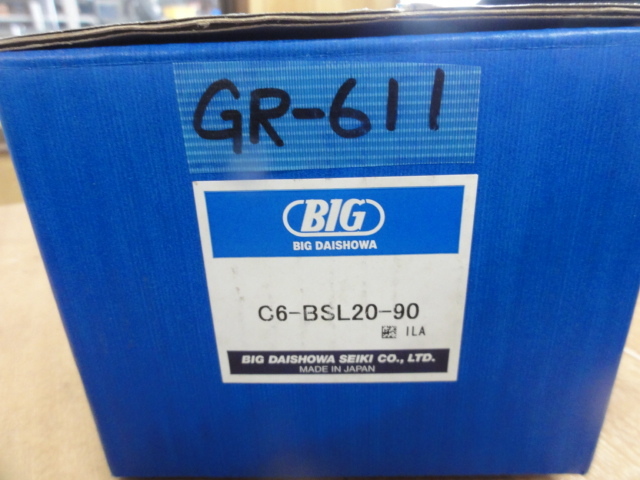 GR-611
BIG
BIG DAISHOWA
C6-BSL20-90
ILA
BIG DAISHOWA SEIKI CO., LTD.
MADE IN JAPAN